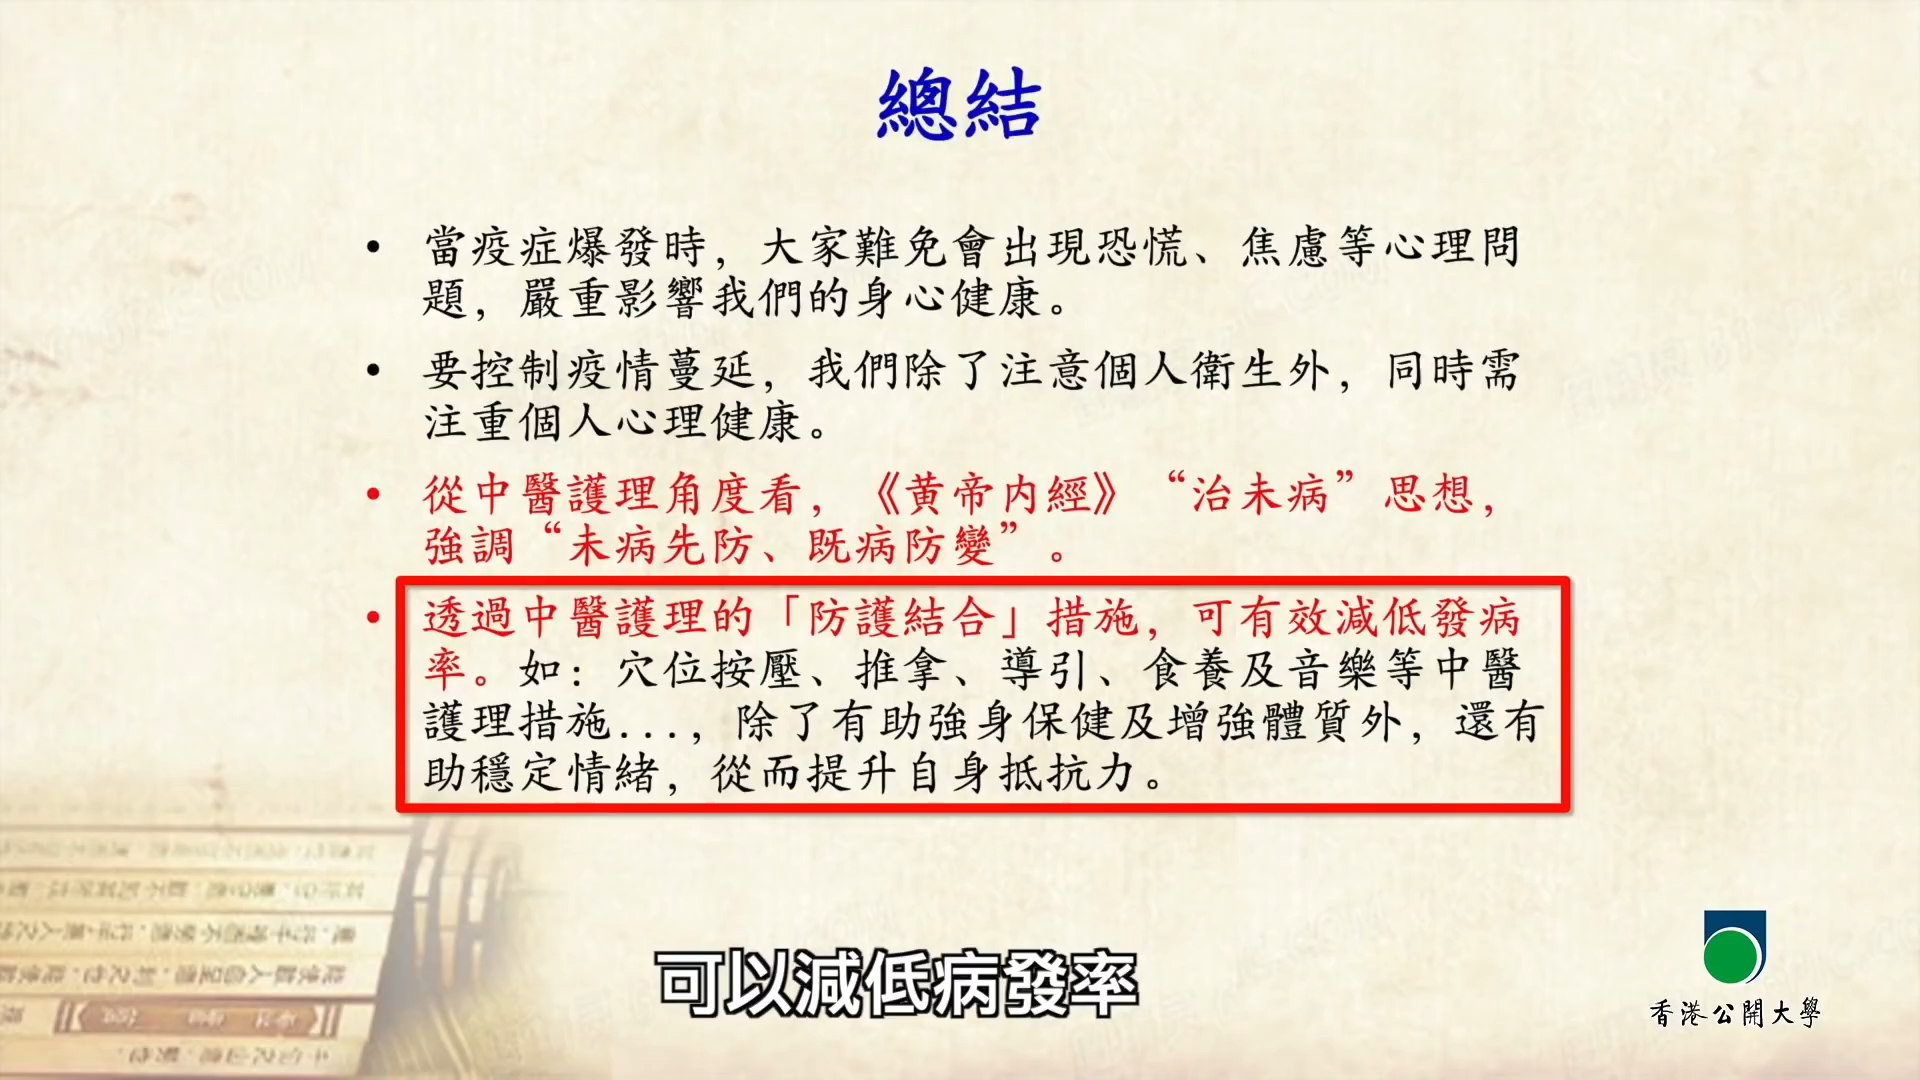 總結
• 當疫症爆發時，大家難免會出現恐慌、焦慮等心理問
題，嚴重影響我們的身心健康。
• 要控制疫情蔓延，我們除了注意個人衛生外，同時需
注重個人心理健康。
• 從中醫護理角度看，《黄帝内經》“治未病”思想，
強調“未病先防、既病防變”。
• 透過中醫護理的「防護結合」措施，可有效減低發病
率。如：穴位按壓、推拿、導引、食養及音樂等中醫
護理措施...，除了有助強身保健及增強體質外，還有
助穩定情緒，從而提升自身抵抗力。
可以減低病發率
香港公開大學